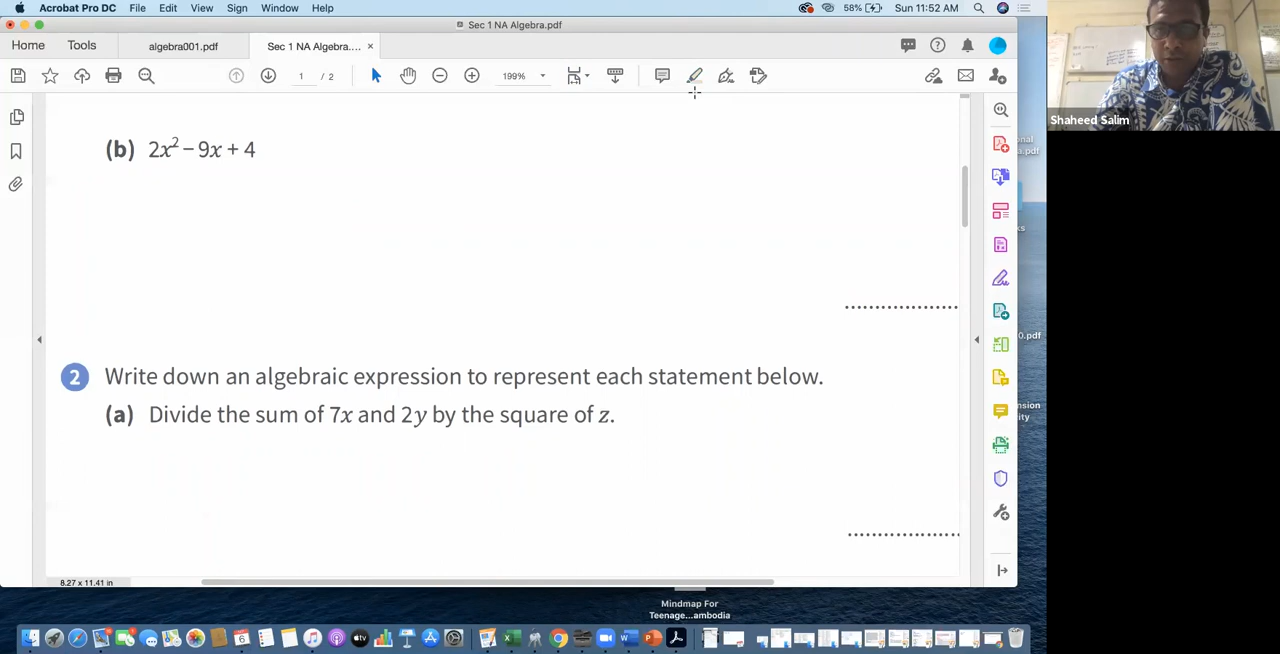 Acrobat Pro DC File Edit View Sign Window Help 58% Sun 11:52 AM
Sec 1 NA Algebra.pdf
Home Tools algebra001.pdf Sec 1 NA Algebra.... ×
1 / 2 199%
Shaheed Salim
(b) 2x² − 9x + 4
2 Write down an algebraic expression to represent each statement below.
(a) Divide the sum of 7x and 2y by the square of z.
8.27 x 11.41 in
Mindmap For
Teenage...ambodia